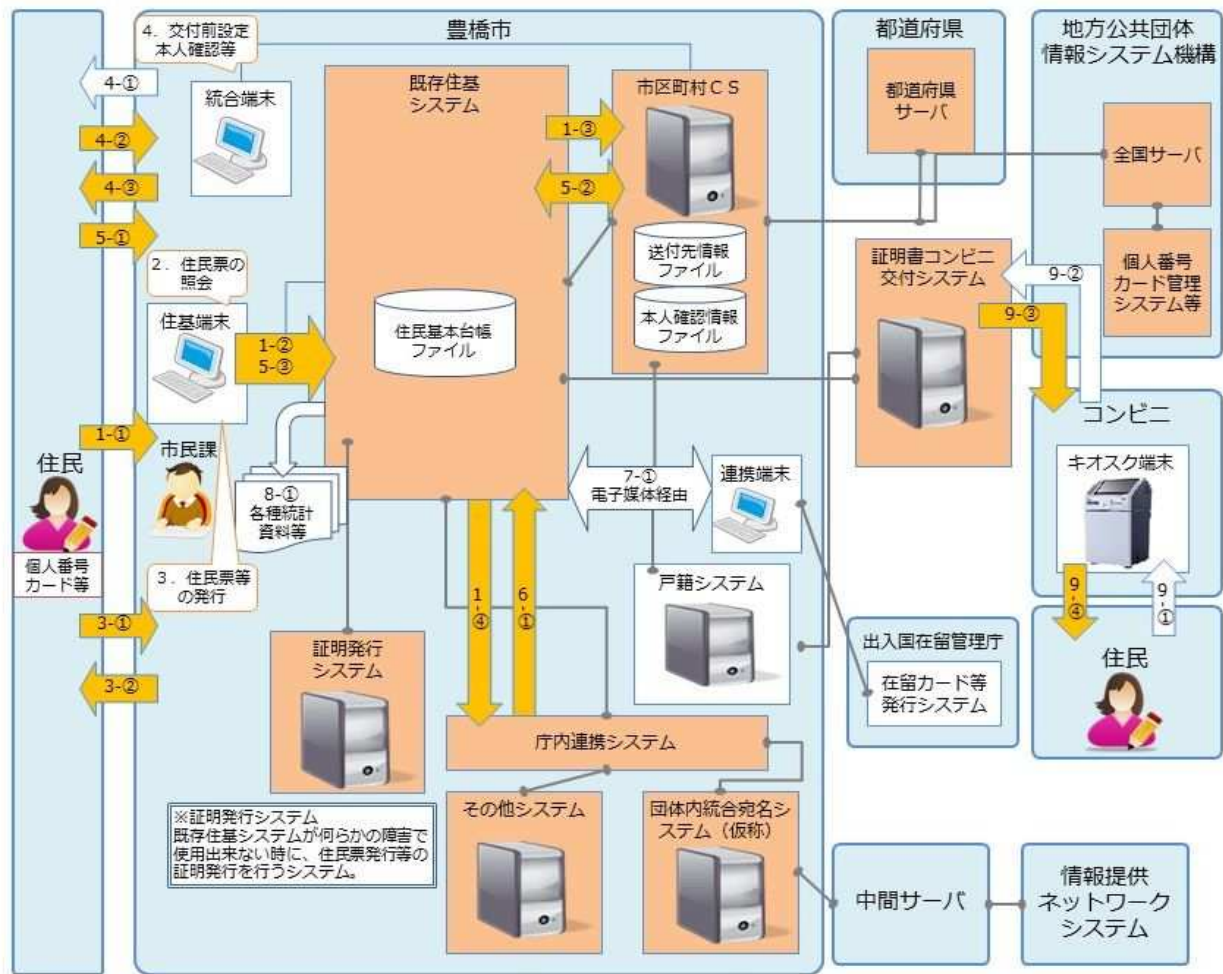 豊橋市
4．交付前設定
本人確認等
4-①
統合端末
4-②
4-③
5-①
2．住民票の
照会
住基端末
1-②
5-③
1-①
住民
個人番号
カード等
市民課
8-①
各種統計
資料等
3．住民票等
の発行
3-①
3-②
既存住基
システム
住民基本台帳
ファイル
1-③
5-②
市区町村ＣＳ
送付先情報
ファイル
本人確認情報
ファイル
7-①
電子媒体経由
連携端末
戸籍システム
1-④
6-①
証明発行
システム
※証明発行システム
既存住基システムが何らかの障害で
使用出来ない時に、住民票発行等の
証明発行を行うシステム。
庁内連携システム
その他システム
団体内統合宛名シ
ステム（仮称）
都道府県
都道府県
サーバ
地方公共団体
情報システム機構
全国サーバ
個人番号
カード管理
システム等
証明書コンビニ
交付システム
9-②
9-③
コンビニ
キオスク端末
9-④
9-①
住民
出入国在留管理庁
在留カード等
発行システム
中間サーバ
情報提供
ネットワーク
システム